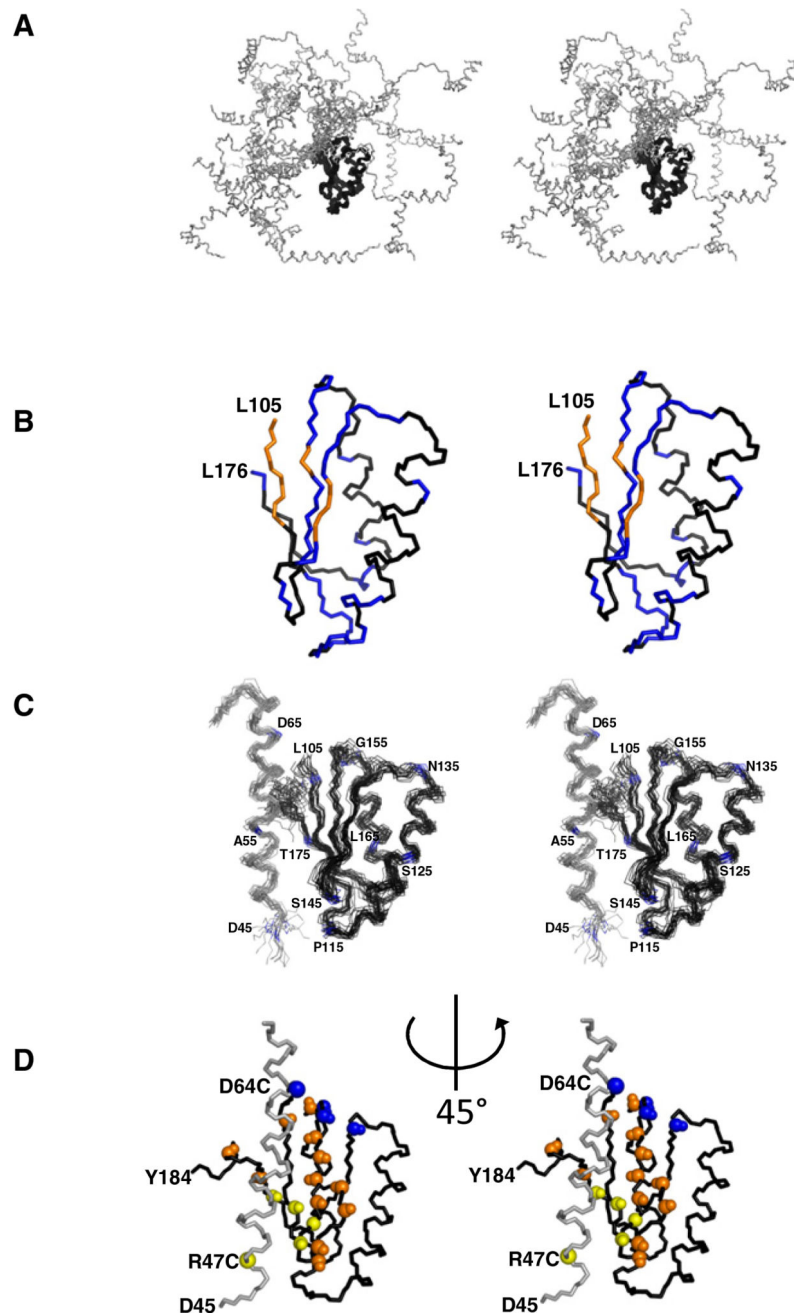 A
B
L105 L105
L176 L176
C
D65 D65
L105 G155 L105 G155
N135 N135
A55 L165 A55 L165
T175 S125 T175 S125
S145 S145
D45 P115 D45 P115
D
45°
D64C D64C
Y184 Y184
R47C R47C
D45 D45